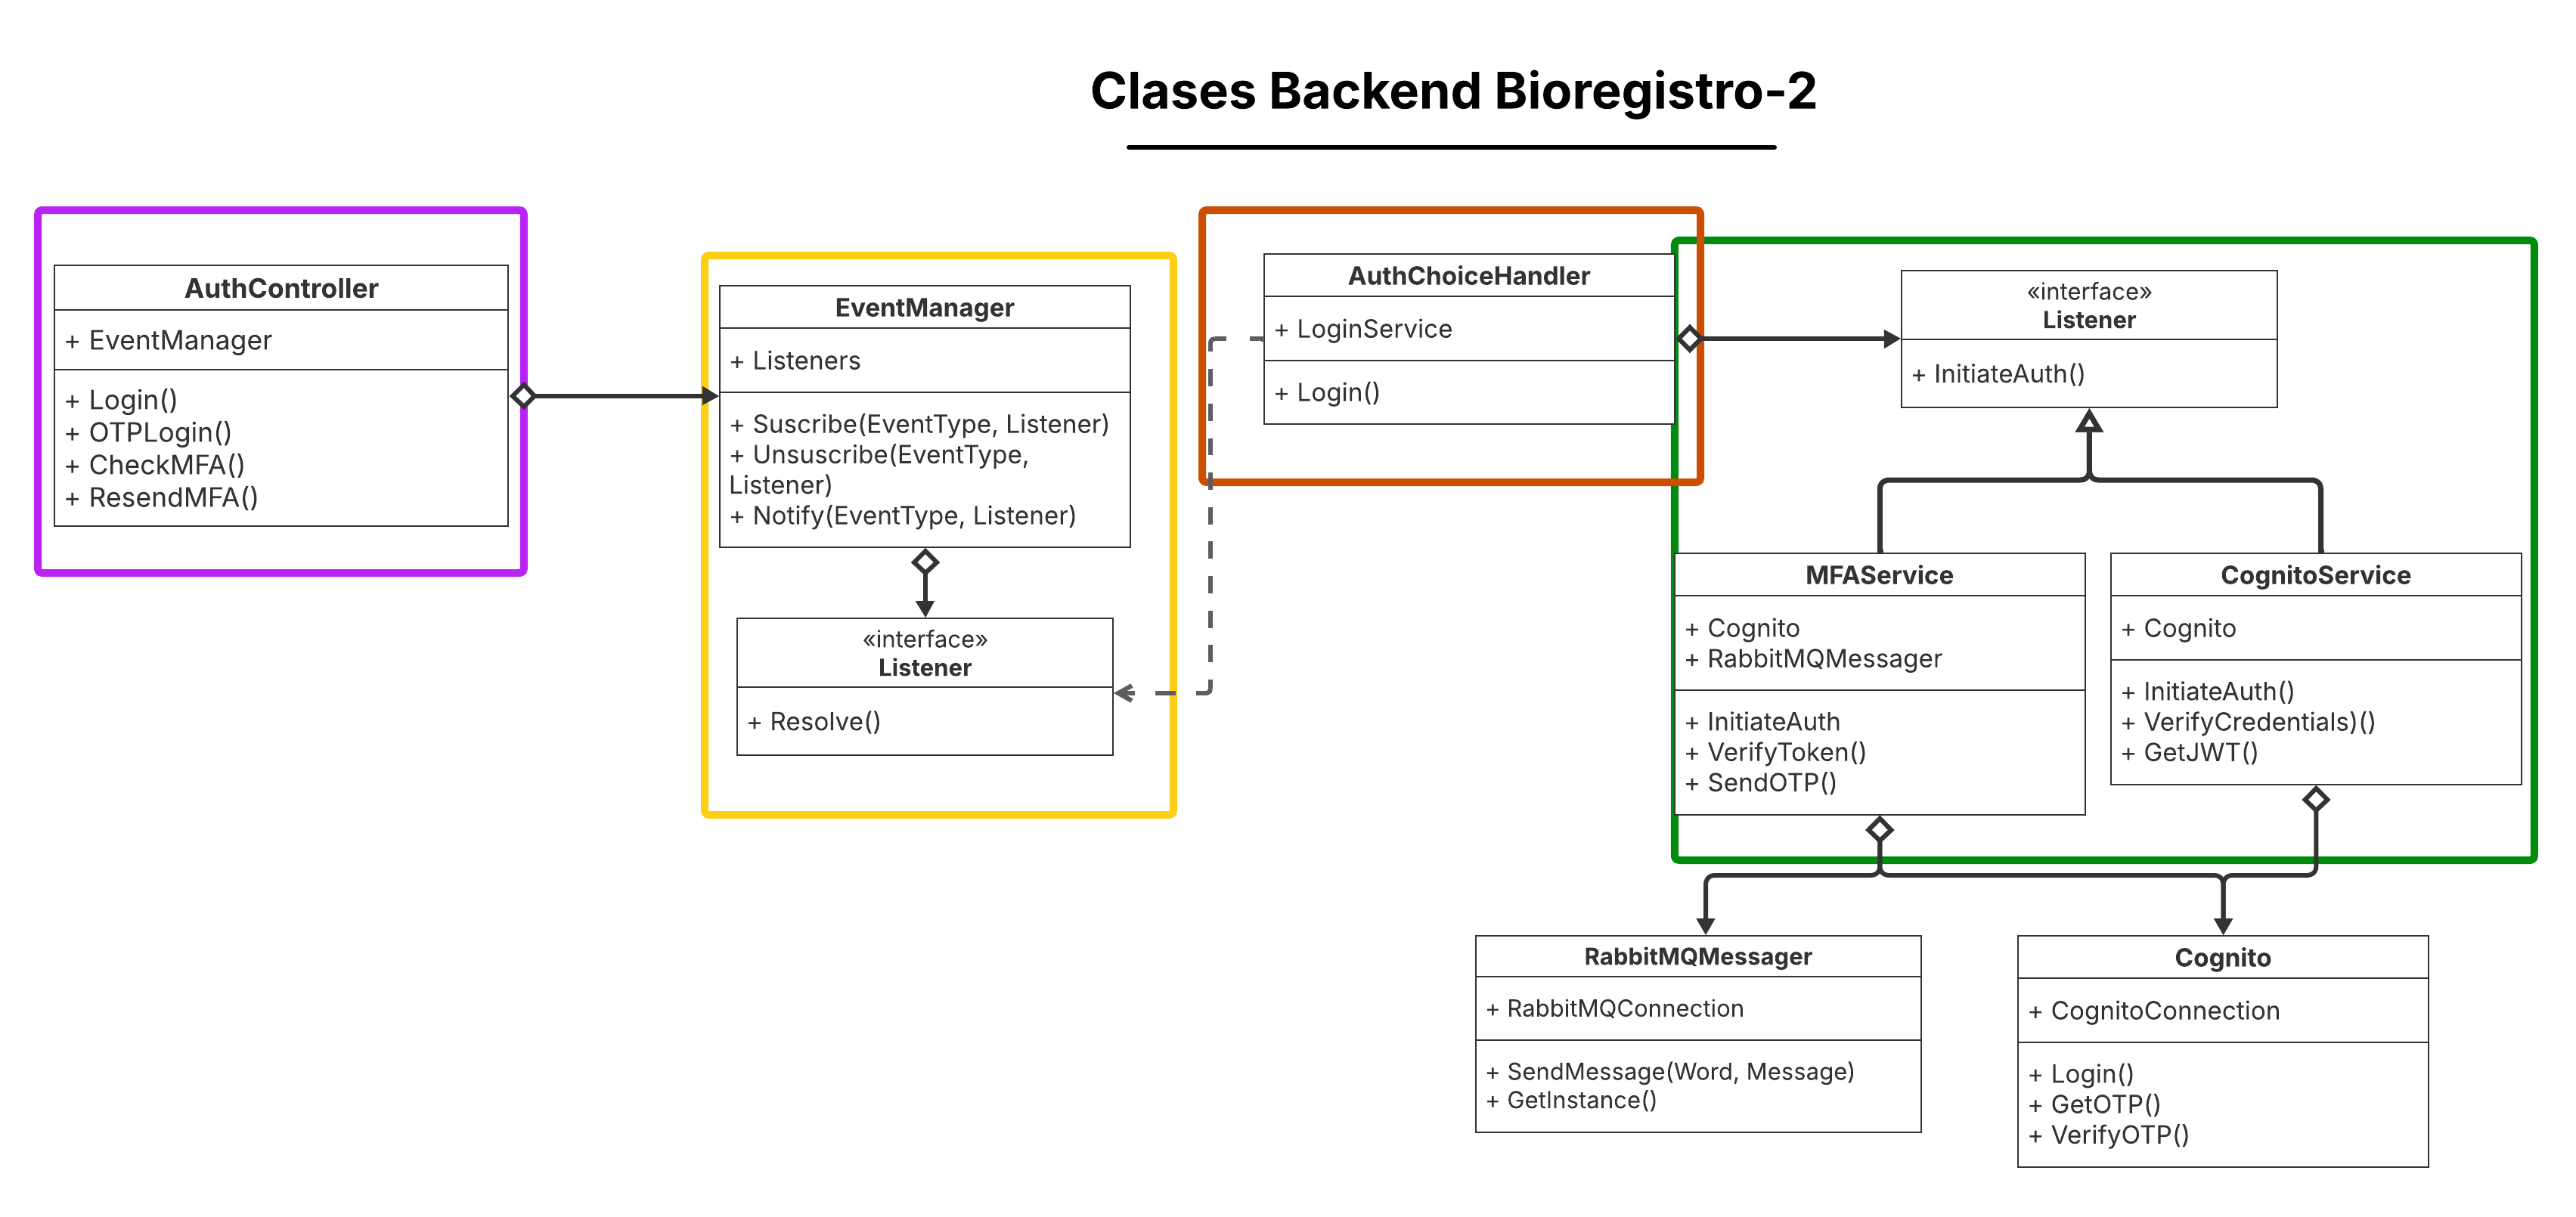 Clases Backend Bioregistro-2
AuthController
+ EventManager
+ Login()
+ OTPLogin()
+ CheckMFA()
+ ResendMFA()
EventManager
+ Listeners
+ Suscribe(EventType, Listener)
+ Unsuscribe(EventType,
Listener)
+ Notify(EventType, Listener)
«interface»
Listener
+ Resolve()
AuthChoiceHandler
+ LoginService
+ Login()
«interface»
Listener
+ InitiateAuth()
MFAService
+ Cognito
+ RabbitMQMessager
+ InitiateAuth
+ VerifyToken()
+ SendOTP()
CognitoService
+ Cognito
+ InitiateAuth()
+ VerifyCredentials)()
+ GetJWT()
RabbitMQMessager
+ RabbitMQConnection
+ SendMessage(Word, Message)
+ GetInstance()
Cognito
+ CognitoConnection
+ Login()
+ GetOTP()
+ VerifyOTP()